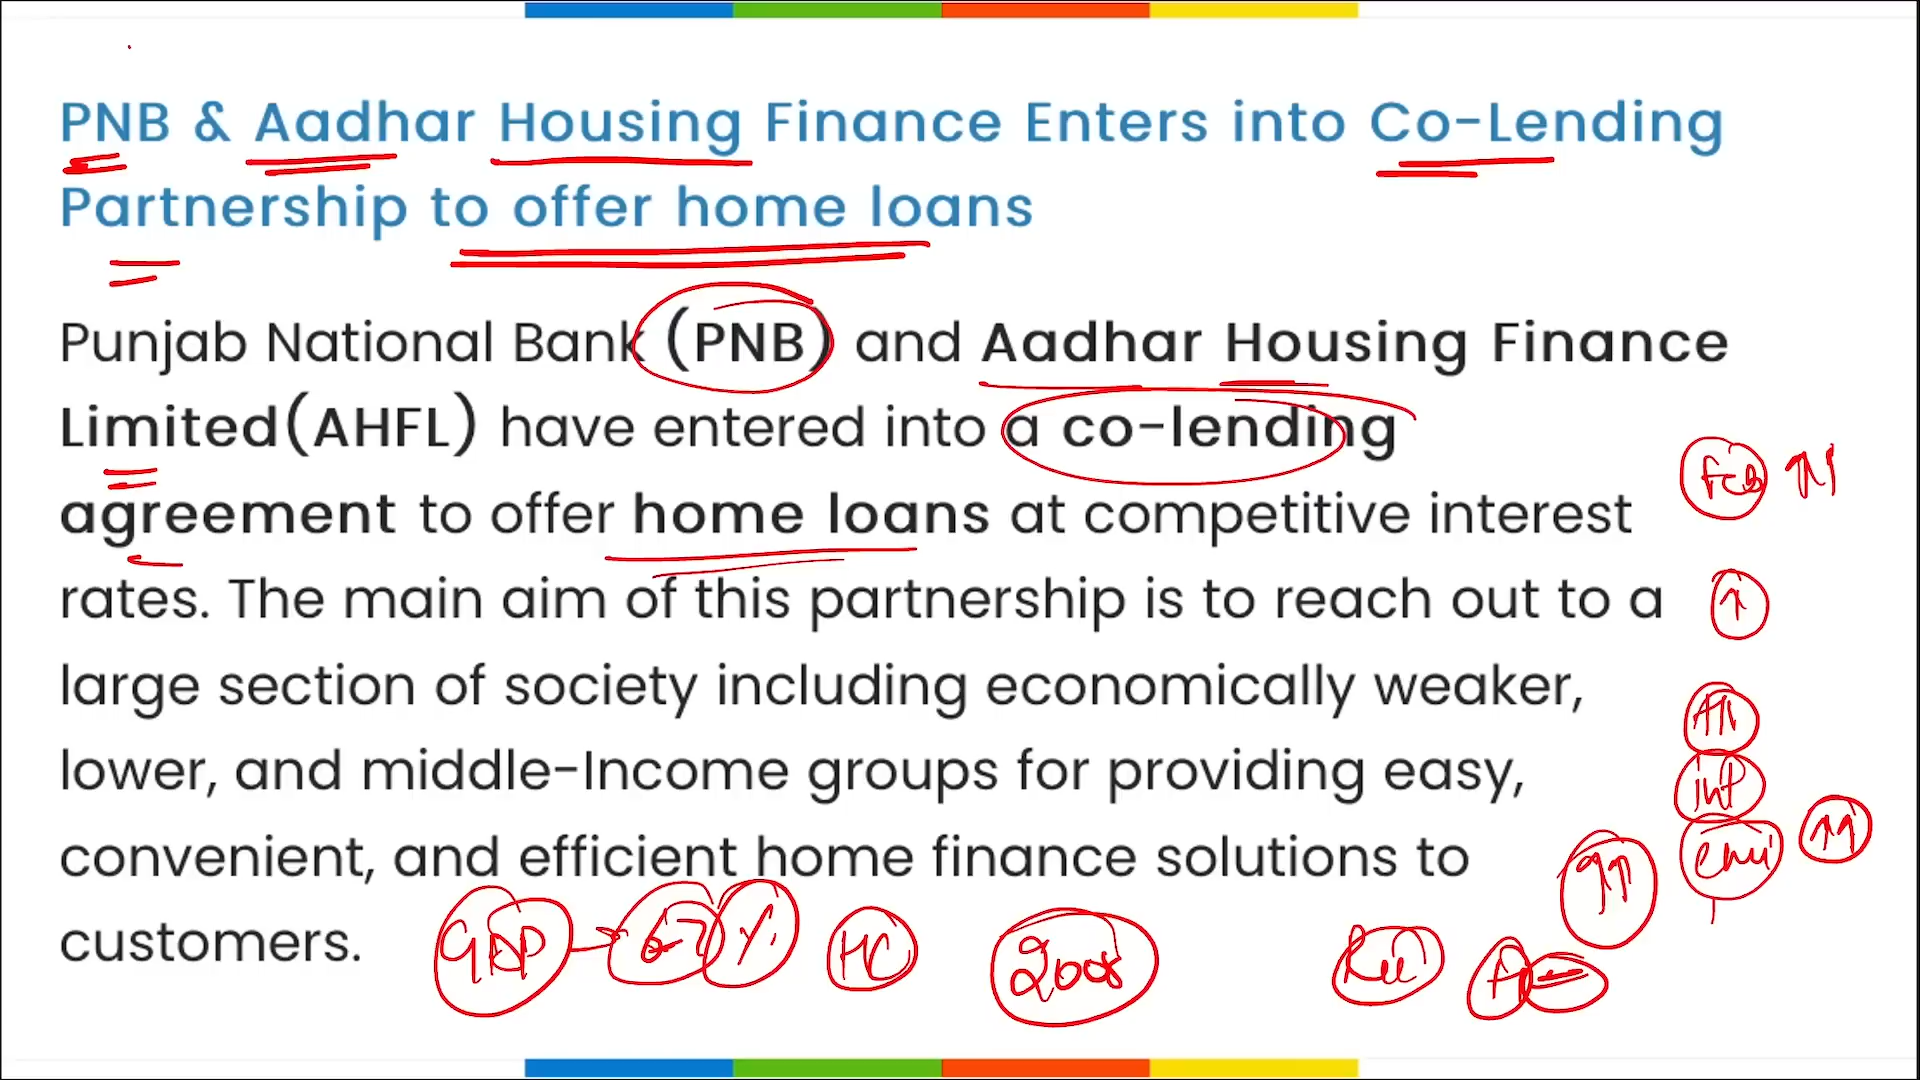 PNB & Aadhar Housing Finance Enters into Co-Lending
Partnership to offer home loans
Punjab National Bank (PNB) and Aadhar Housing Finance
Limited(AHFL) have entered into a co-lending
agreement to offer home loans at competitive interest
rates. The main aim of this partnership is to reach out to a
large section of society including economically weaker,
lower, and middle-Income groups for providing easy,
convenient, and efficient home finance solutions to
customers.
GDP
HC
2008
int
emi